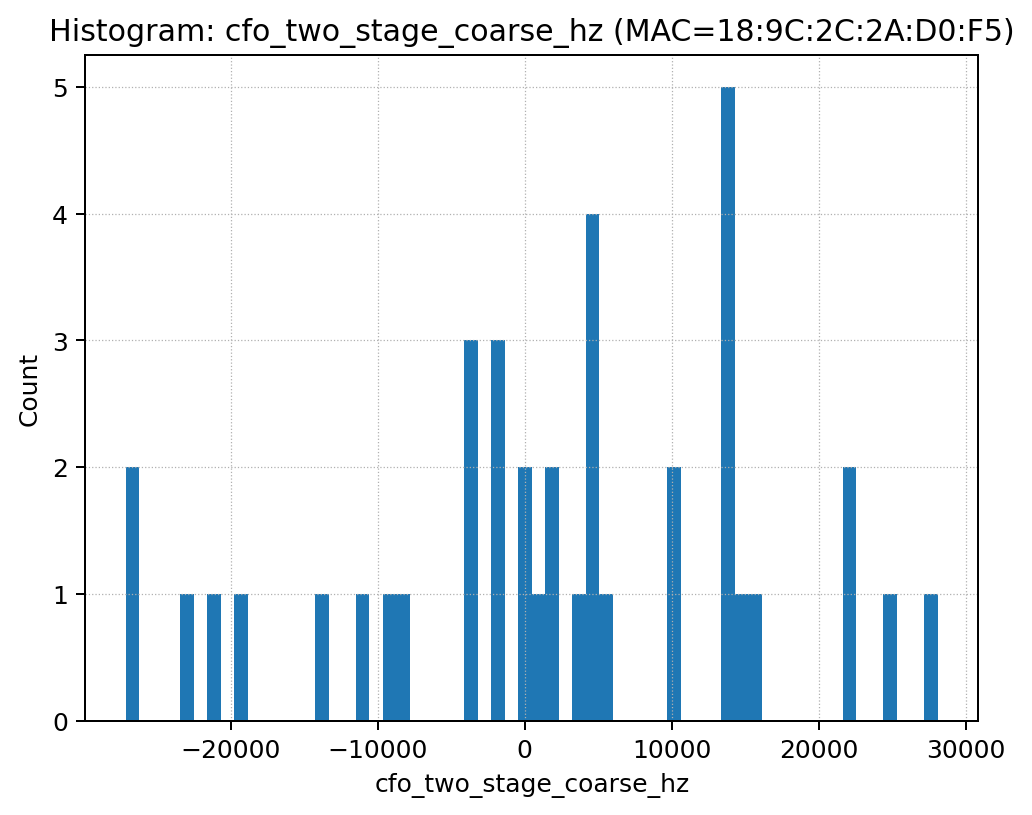 Histogram: cfo_two_stage_coarse_hz (MAC=18:9C:2C:2A:D0:F5)
5
4
3
2
1
0
Count
−20000 −10000 0 10000 20000 30000
cfo_two_stage_coarse_hz